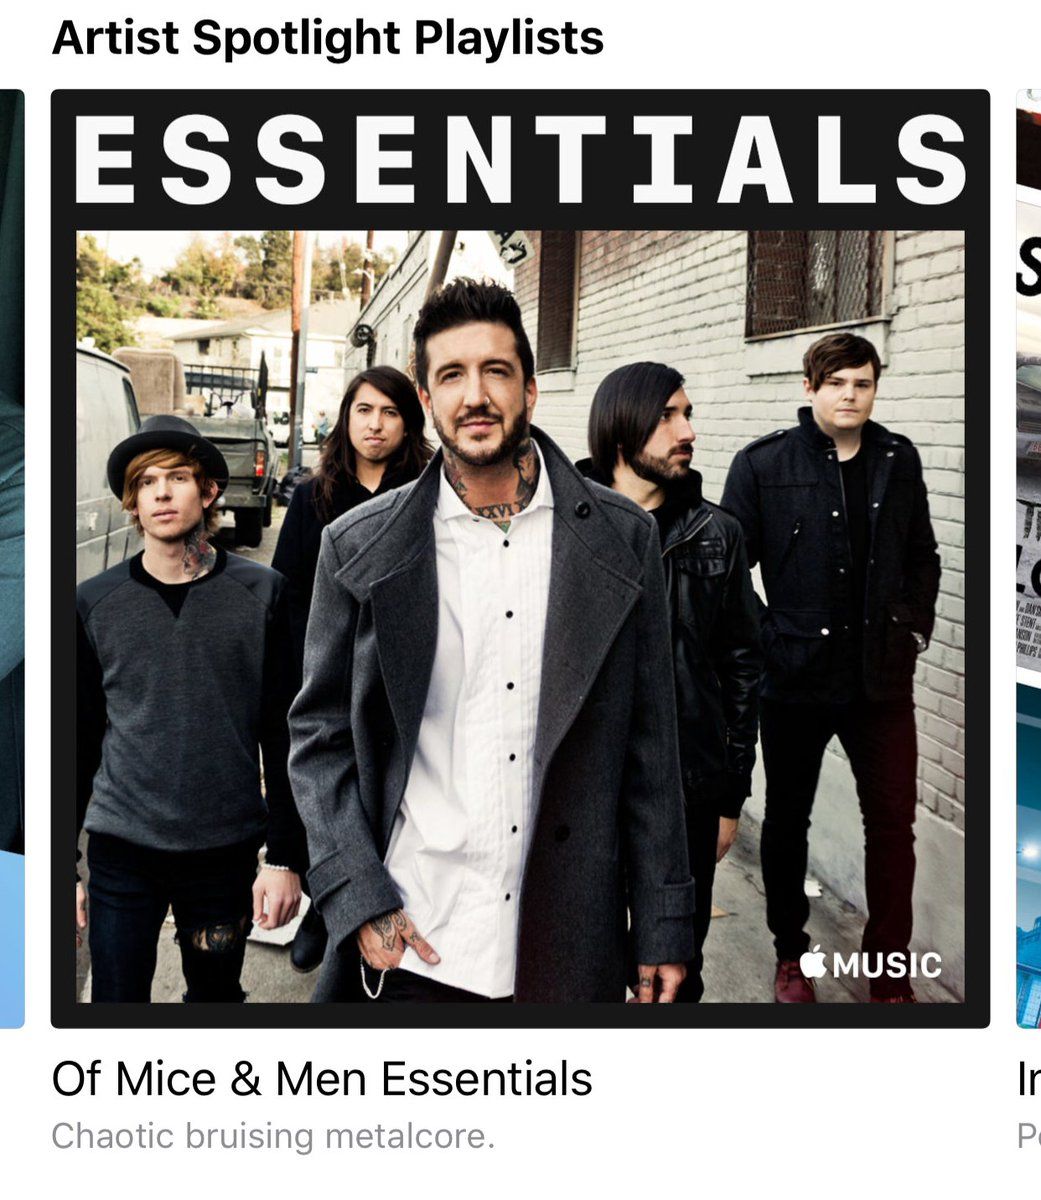 Artist Spotlight Playlists
ESSENTIALS
MUSIC
Of Mice & Men Essentials
Chaotic bruising metalcore.